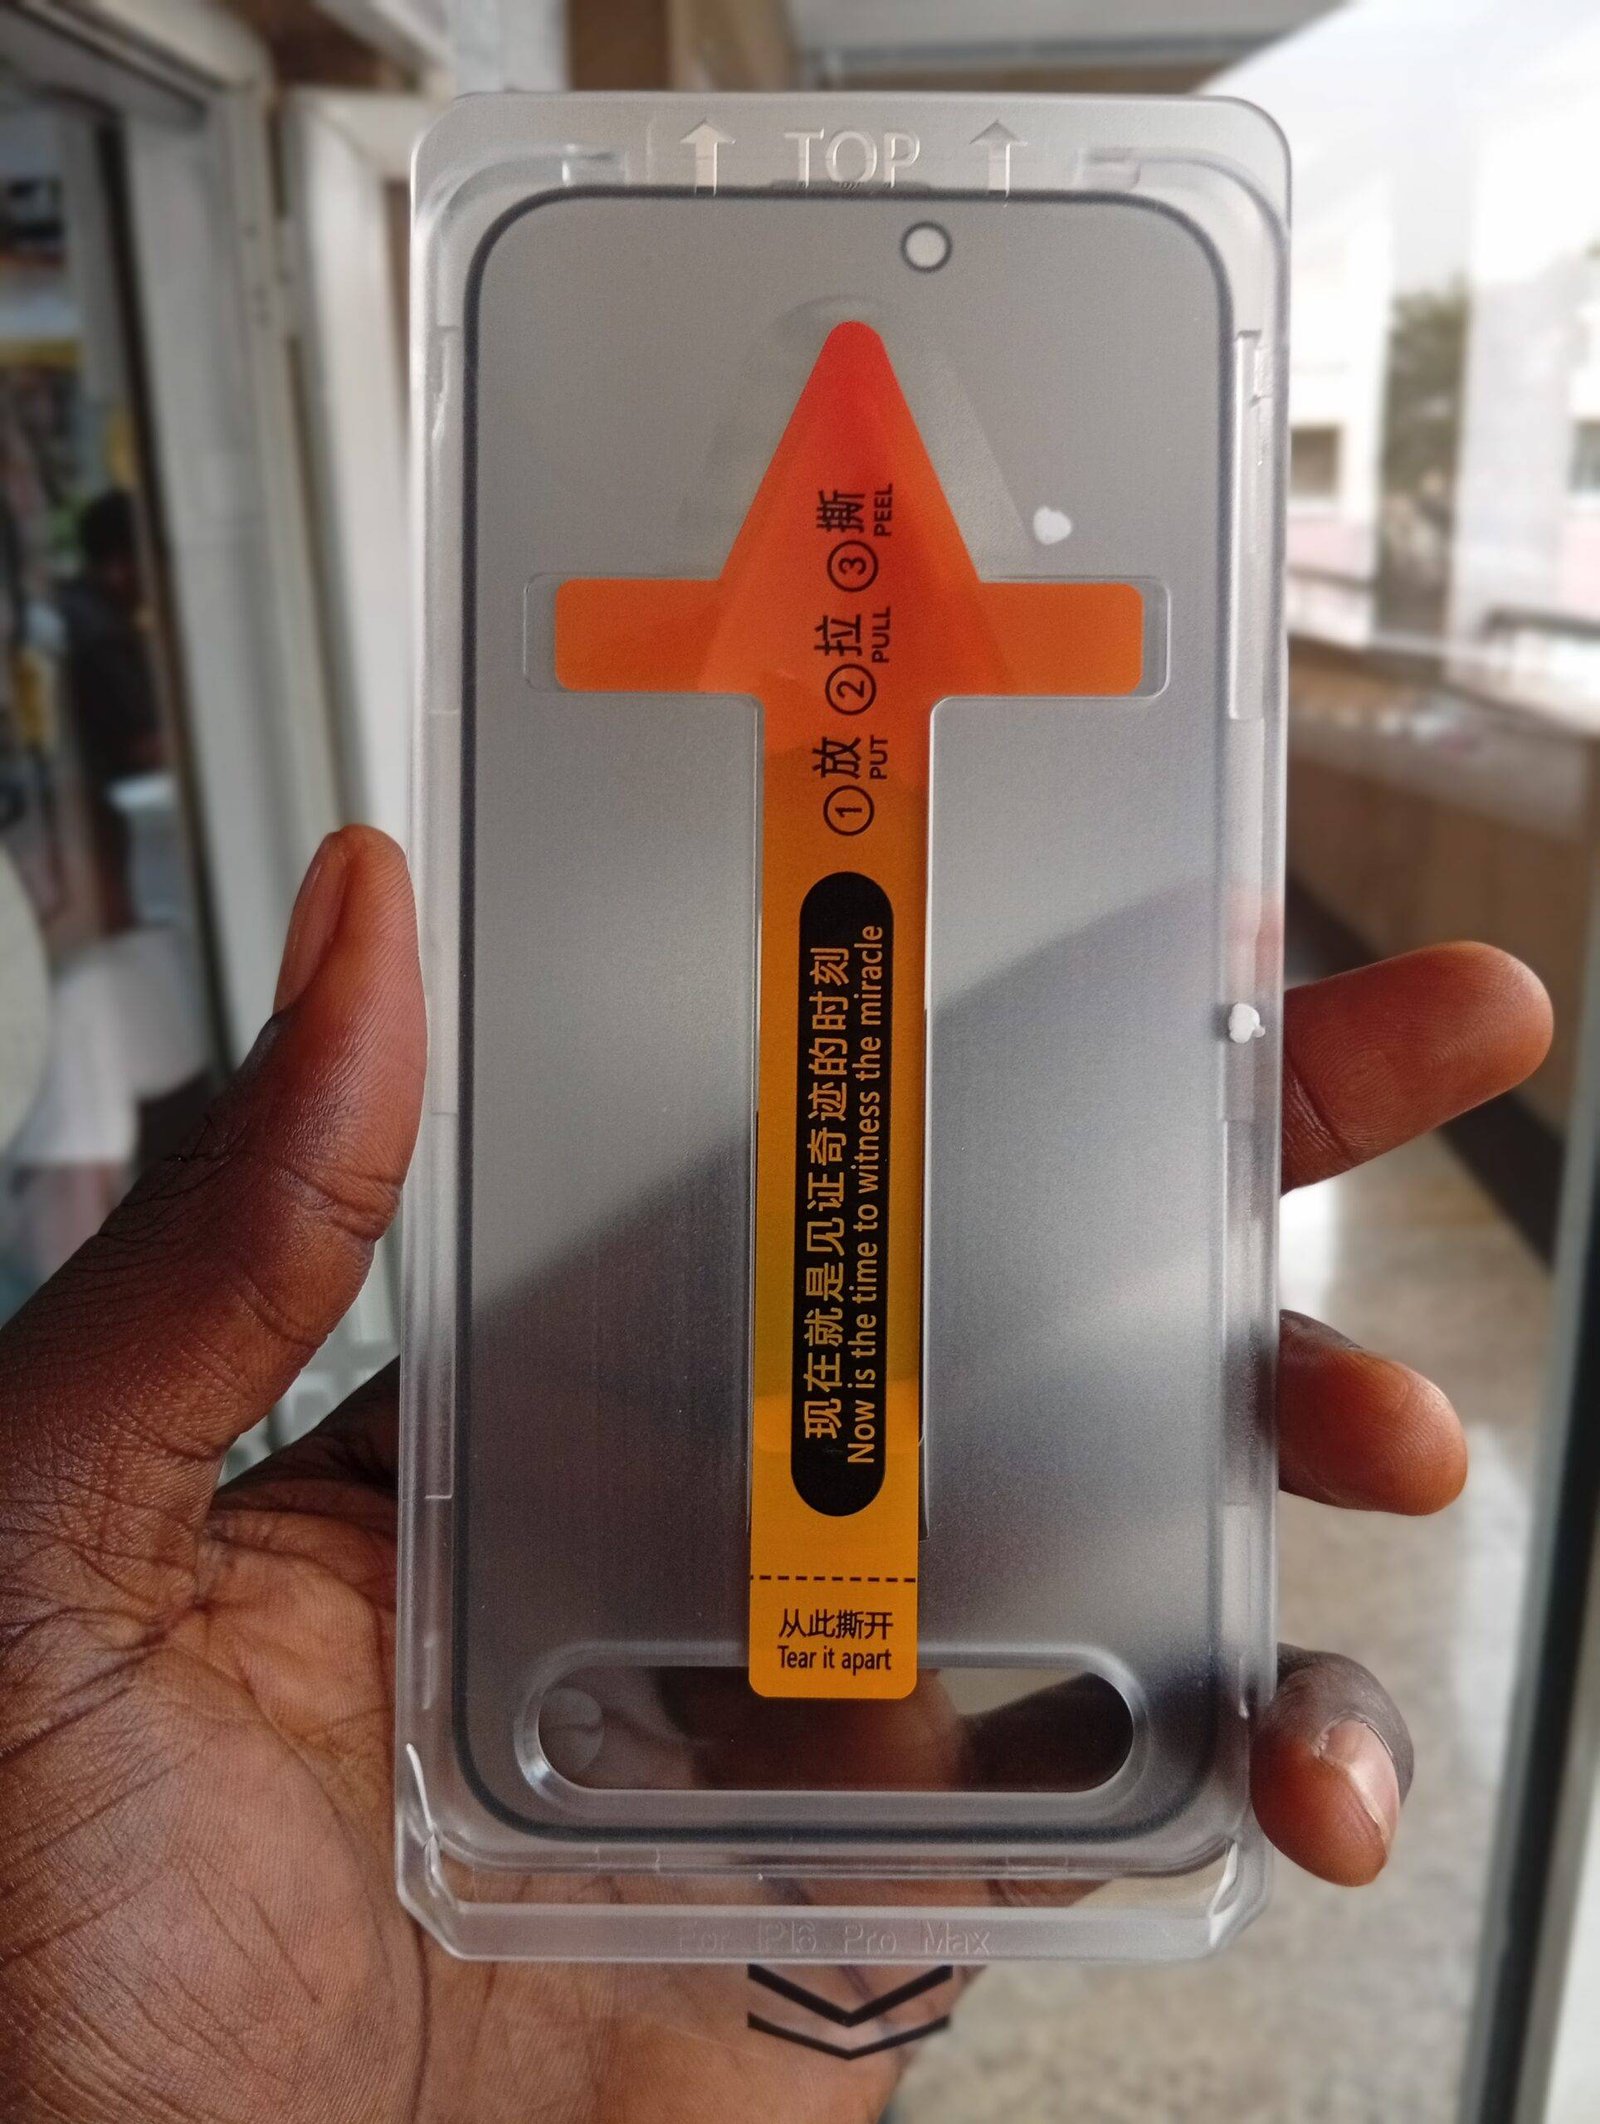 TOP
① 放 ② 拉 ③ 撕
PUT PULL PEEL
现在就是见证奇迹的时刻
Now is the time to witness the miracle
从此撕开
Tear it apart
For IP16 Pro Max